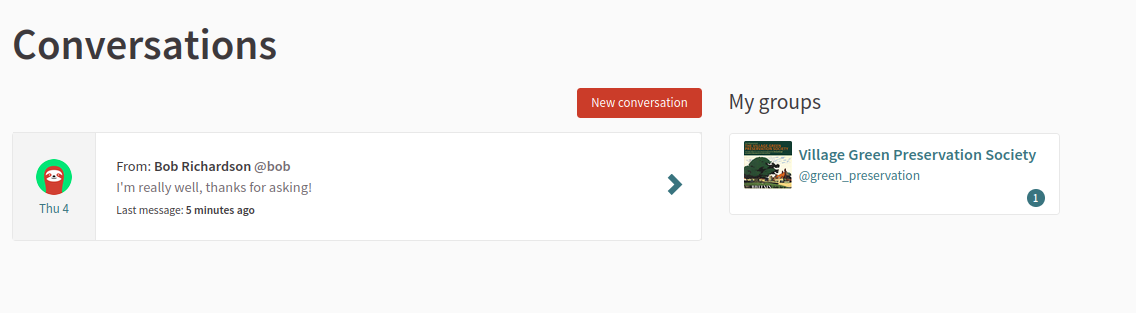 Conversations
New conversation
From: Bob Richardson @bob
I'm really well, thanks for asking!
Last message: 5 minutes ago
Thu 4
My groups
Village Green Preservation Society
@green_preservation
1